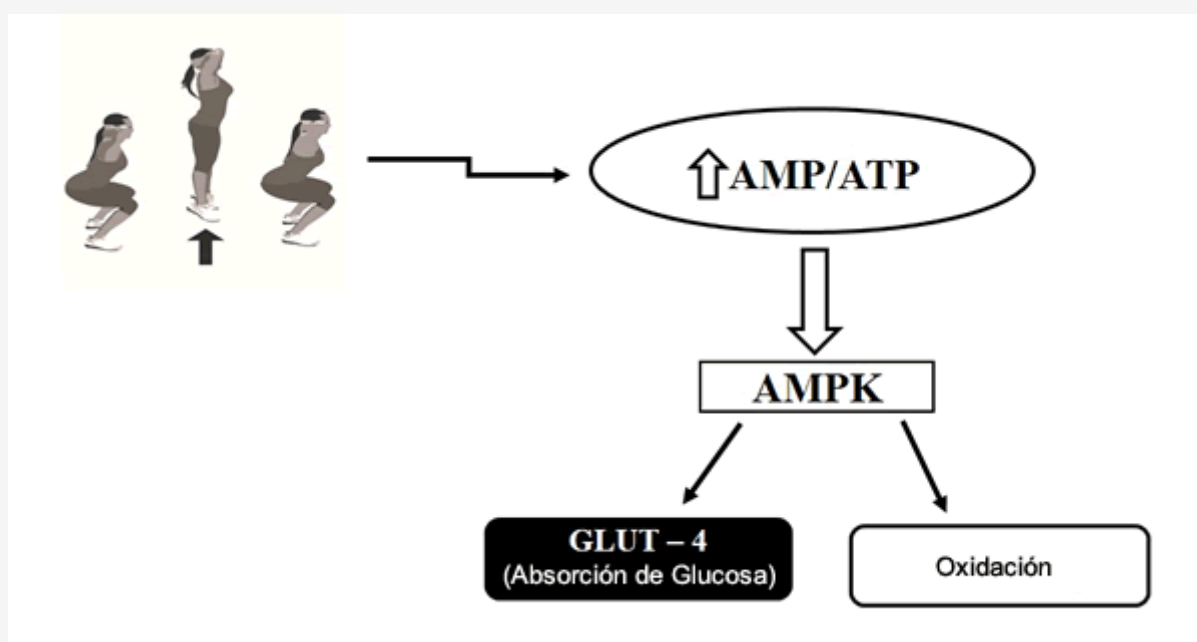 AMP/ATP
AMPK
GLUT – 4
(Absorción de Glucosa)
Oxidación